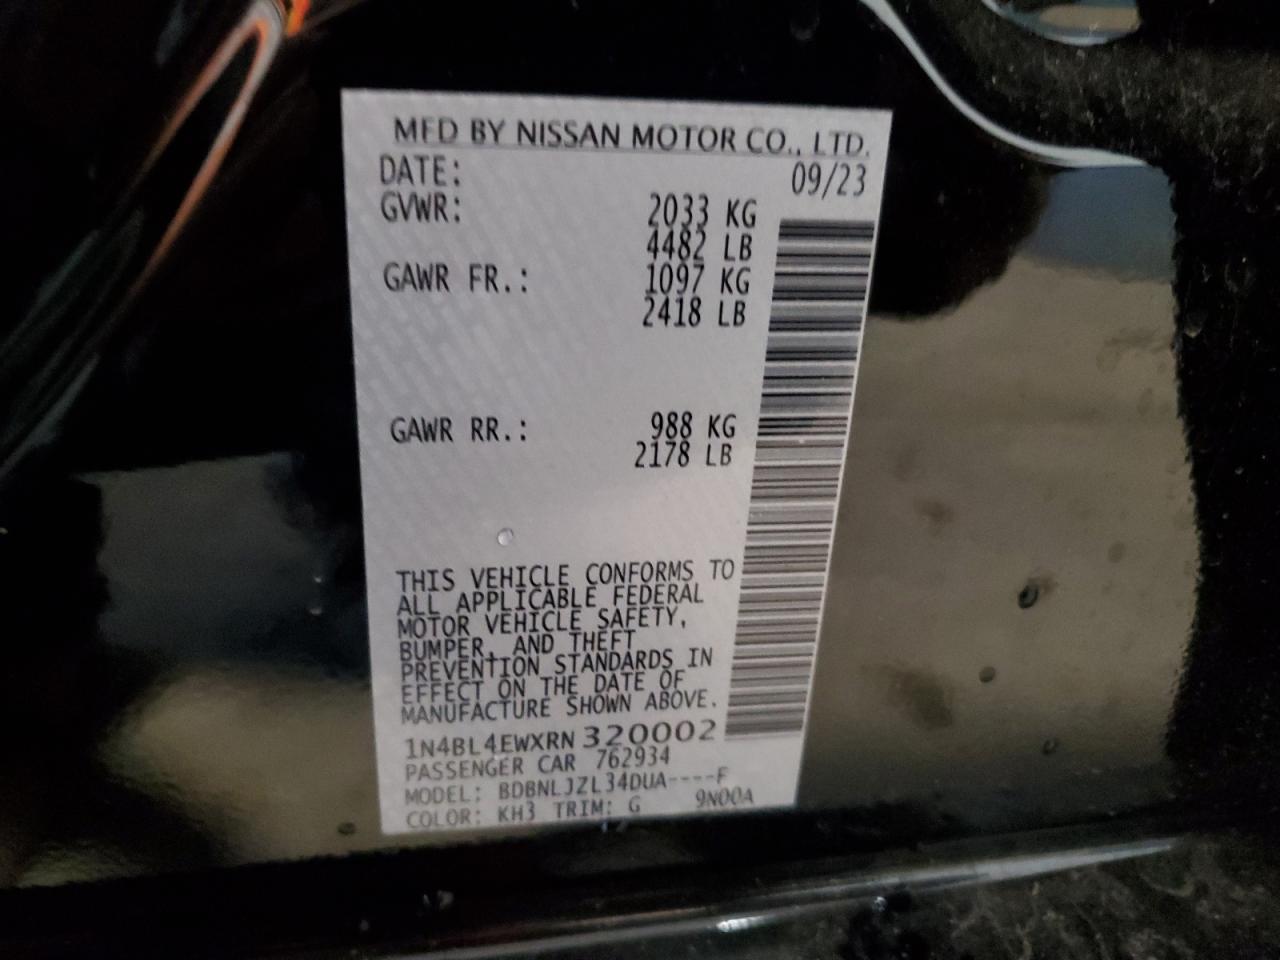 MFD BY NISSAN MOTOR CO., LTD.
DATE: 09/23
GVWR: 2033 KG
4482 LB
GAWR FR.: 1097 KG
2418 LB
GAWR RR.: 988 KG
2178 LB
THIS VEHICLE CONFORMS TO
ALL APPLICABLE FEDERAL
MOTOR VEHICLE SAFETY,
BUMPER, AND THEFT
PREVENTION STANDARDS IN
EFFECT ON THE DATE OF
MANUFACTURE SHOWN ABOVE.
1N4BL4EWXRN320002
PASSENGER CAR 762934
MODEL: BDBNLJZL34DUA----F
COLOR: KH3 TRIM: G 9N00A